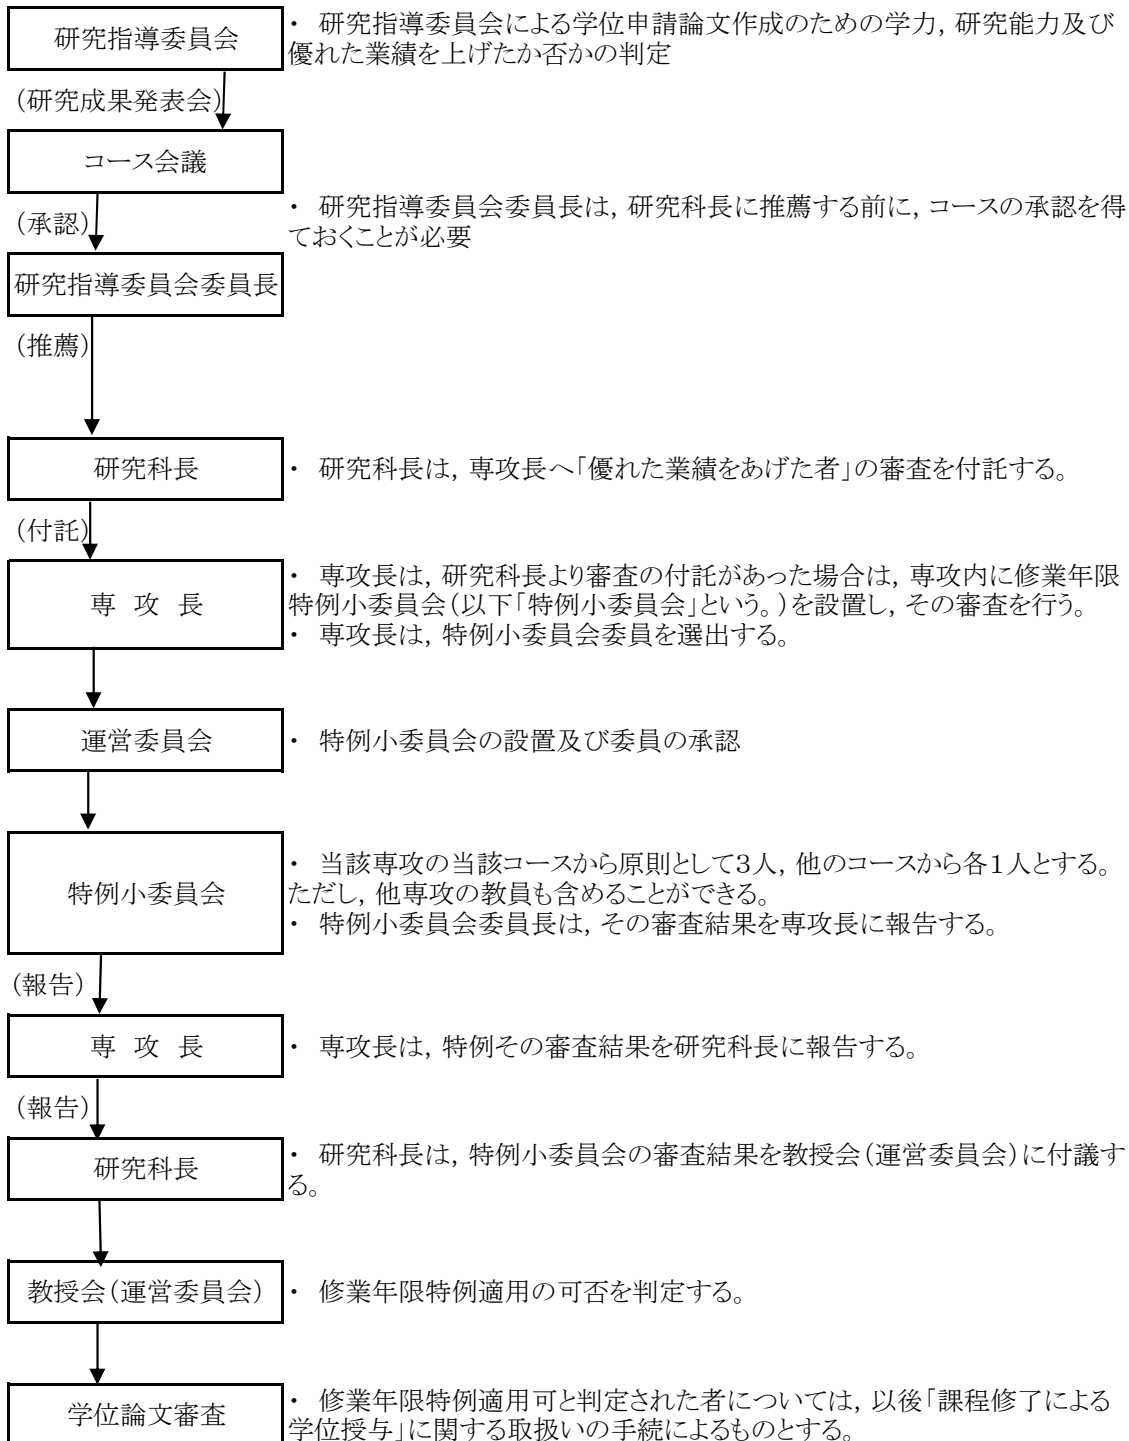 研究指導委員会
・ 研究指導委員会による学位申請論文作成のための学力，研究能力及び
優れた業績を上げたか否かの判定
（研究成果発表会）
コース会議
（承認）
・ 研究指導委員会委員長は，研究科長に推薦する前に，コースの承認を得
ておくことが必要
研究指導委員会委員長
（推薦）
研究科長
・ 研究科長は，専攻長へ「優れた業績をあげた者」の審査を付託する。
（付託）
専 攻 長
・ 専攻長は，研究科長より審査の付託があった場合は，専攻内に修業年限
特例小委員会（以下「特例小委員会」という。）を設置し，その審査を行う。
・ 専攻長は，特例小委員会委員を選出する。
運営委員会
・ 特例小委員会の設置及び委員の承認
特例小委員会
・ 当該専攻の当該コースから原則として３人，他のコースから各１人とする。
ただし，他専攻の教員も含めることができる。
・ 特例小委員会委員長は，その審査結果を専攻長に報告する。
（報告）
専 攻 長
・ 専攻長は，特例その審査結果を研究科長に報告する。
（報告）
研究科長
・ 研究科長は，特例小委員会の審査結果を教授会（運営委員会）に付議す
る。
教授会（運営委員会）
・ 修業年限特例適用の可否を判定する。
学位論文審査
・ 修業年限特例適用可と判定された者については，以後「課程修了による
学位授与」に関する取扱いの手続によるものとする。